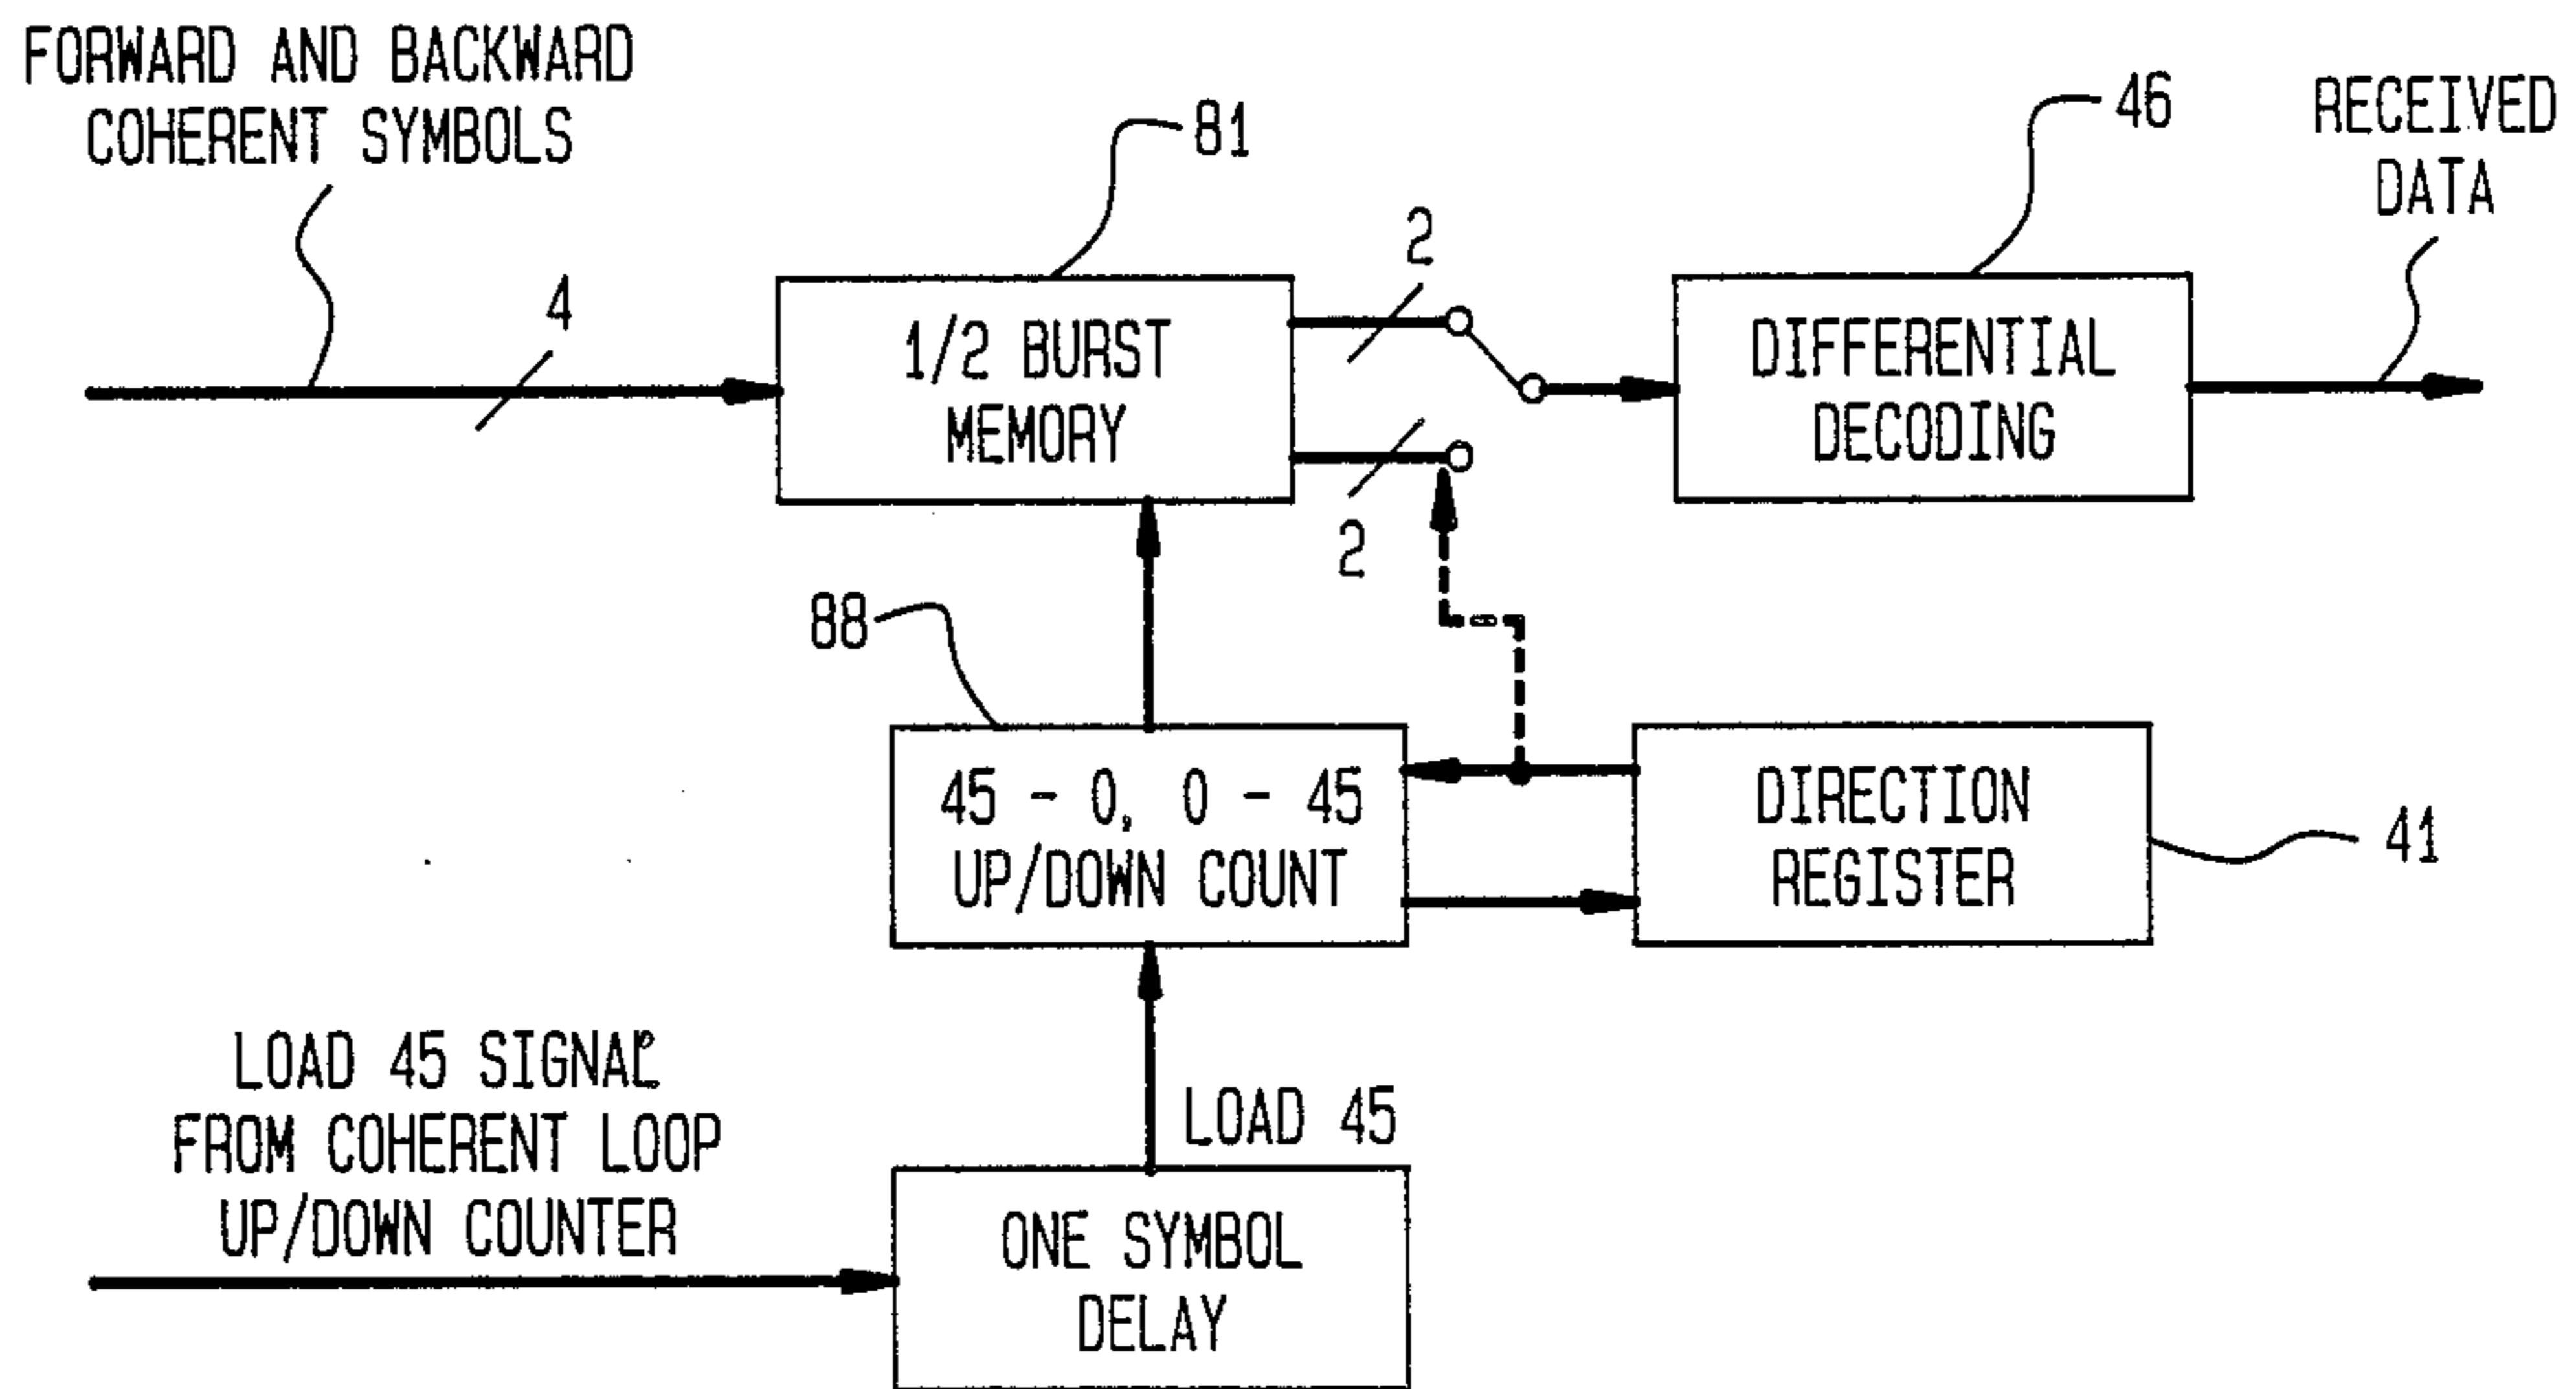 FORWARD AND BACKWARD
COHERENT SYMBOLS
4
81
1/2 BURST
MEMORY
2
2
46
DIFFERENTIAL
DECODING
RECEIVED
DATA
88
45 - 0, 0 - 45
UP/DOWN COUNT
DIRECTION
REGISTER
41
LOAD 45 SIGNAL
FROM COHERENT LOOP
UP/DOWN COUNTER
LOAD 45
ONE SYMBOL
DELAY